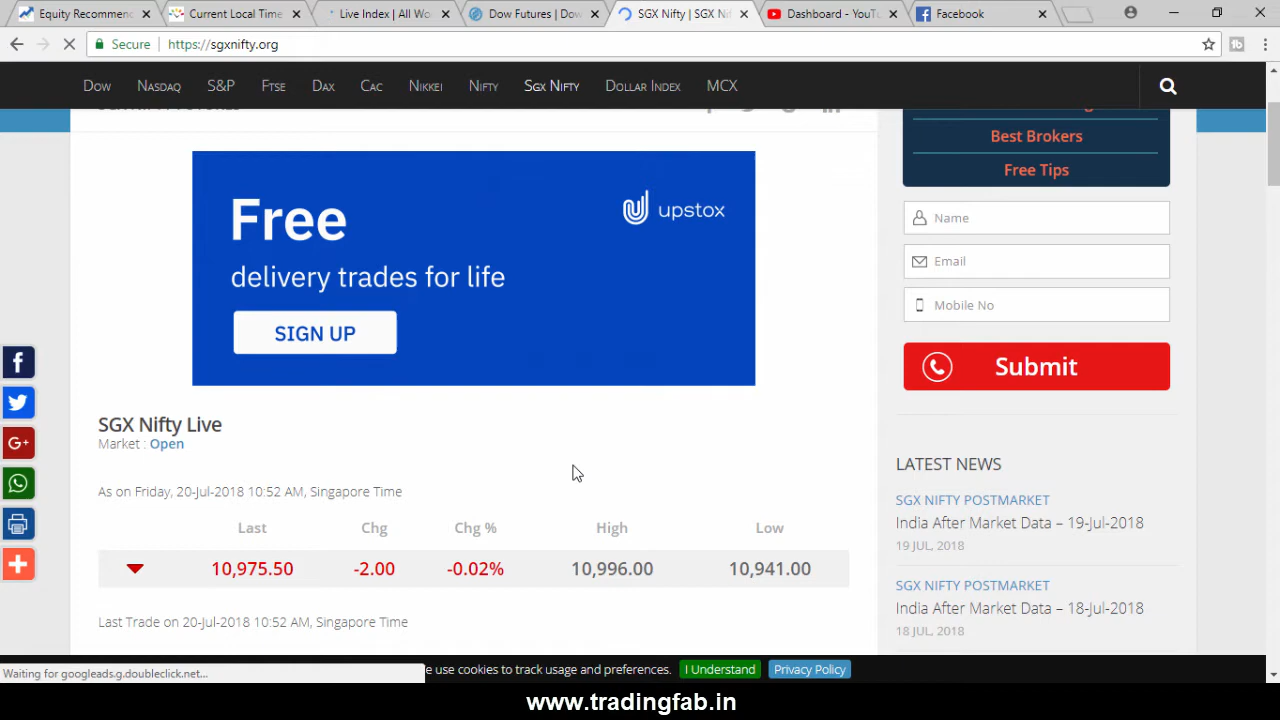 Equity Recommend
Current Local Time
Live Index | All Wo
Dow Futures | Dow
SGX Nifty | SGX Nif
Dashboard - YouTu
Facebook
Secure
https://sgxnifty.org
Dow
Nasdaq
S&P
Ftse
Dax
Cac
Nikkei
Nifty
Sgx Nifty
Dollar Index
MCX
Best Brokers
Free Tips
Free
upstox
delivery trades for life
SIGN UP
Name
Email
Mobile No
Submit
SGX Nifty Live
Market : Open
As on Friday, 20-Jul-2018 10:52 AM, Singapore Time
Last Chg Chg % High Low
10,975.50 -2.00 -0.02% 10,996.00 10,941.00
Last Trade on 20-Jul-2018 10:52 AM, Singapore Time
LATEST NEWS
SGX NIFTY POSTMARKET
India After Market Data – 19-Jul-2018
19 JUL, 2018
SGX NIFTY POSTMARKET
India After Market Data – 18-Jul-2018
18 JUL, 2018
Waiting for googleads.g.doubleclick.net...
e use cookies to track usage and preferences.
I Understand
Privacy Policy
www.tradingfab.in